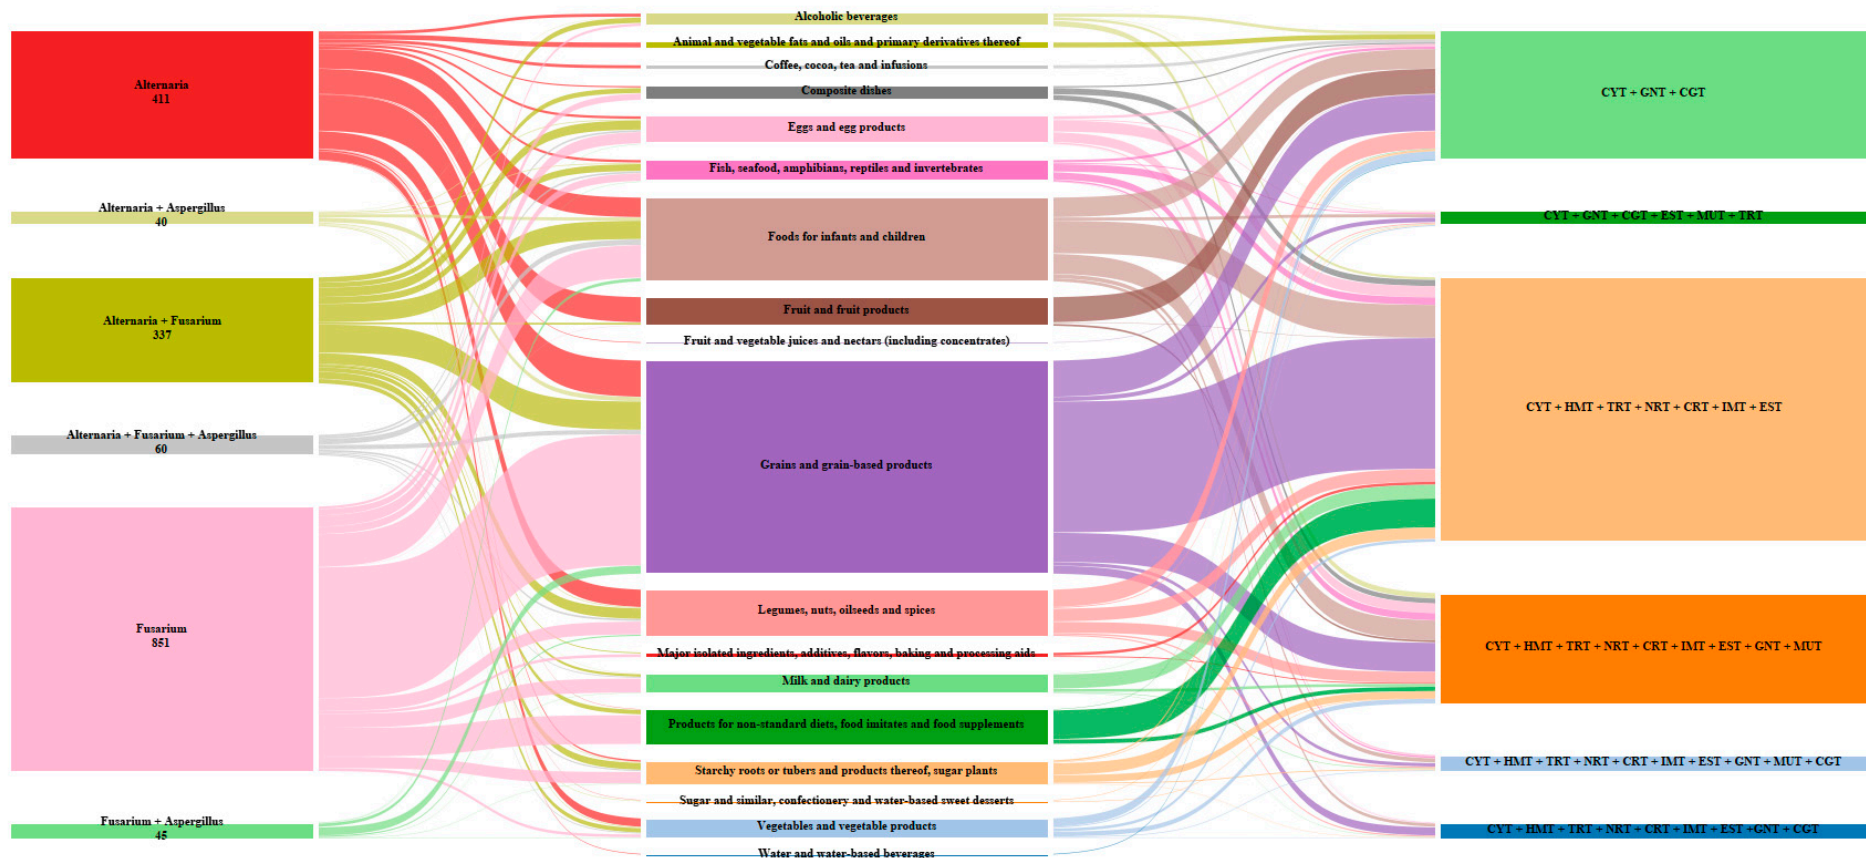 Alternaria
411
Alternaria + Aspergillus
40
Alternaria + Fusarium
337
Alternaria + Fusarium + Aspergillus
60
Fusarium
851
Fusarium + Aspergillus
45
Alcoholic beverages
Animal and vegetable fats and oils and primary derivatives thereof
Coffee, cocoa, tea and infusions
Composite dishes
Eggs and egg products
Fish, seafood, amphibians, reptiles and invertebrates
Foods for infants and children
Fruit and fruit products
Fruit and vegetable juices and nectars (including concentrates)
Grains and grain-based products
Legumes, nuts, oilseeds and spices
Major isolated ingredients, additives, flavors, baking and processing aids
Milk and dairy products
Products for non-standard diets, food imitates and food supplements
Starchy roots or tubers and products thereof, sugar plants
Sugar and similar, confectionery and water-based sweet desserts
Vegetables and vegetable products
Water and water-based beverages
CYT + GNT + CGT
CYT + GNT + CGT + EST + MUT + TRT
CYT + HMT + TRT + NRT + CRT + IMT + EST
CYT + HMT + TRT + NRT + CRT + IMT + EST + GNT + MUT
CYT + HMT + TRT + NRT + CRT + IMT + EST + GNT + MUT + CGT
CYT + HMT + TRT + NRT + CRT + IMT + EST +GNT + CGT